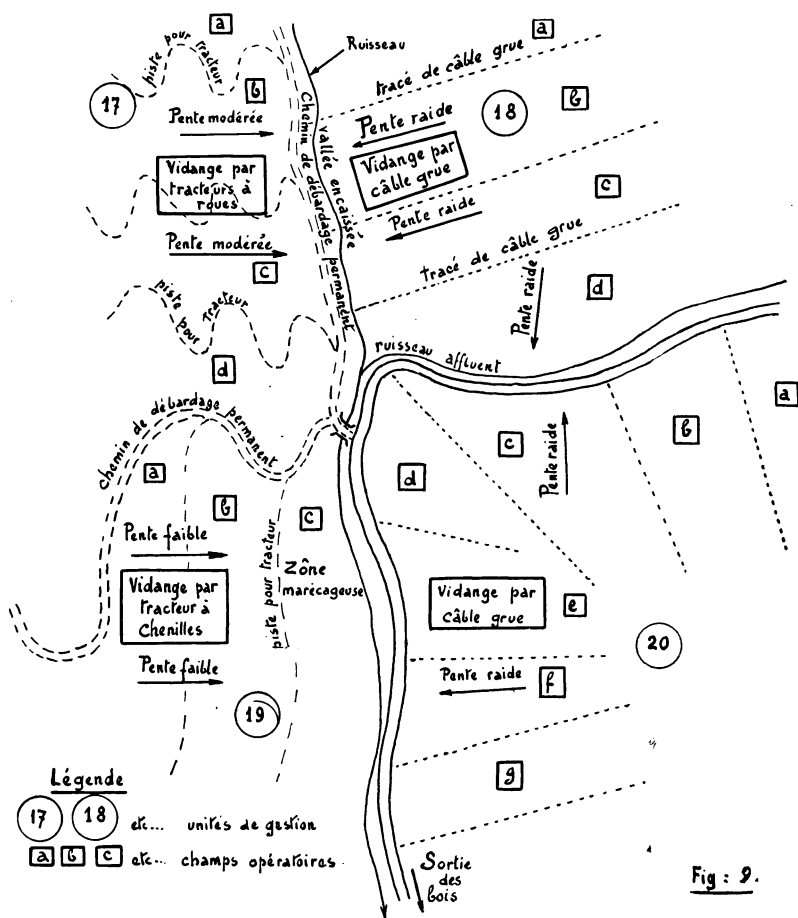 a
Ruisseau
a
piste pour tracteur
tracé de câble grue
17
b
18
b
Pente modérée
Pente raide
Chemin de débardage permanent
vallée encaissée
Vidange par
tracteurs à
roues
Vidange par
câble grue
c
Pente raide
Pente modérée
c
tracé de câble grue
piste pour tracteur
Pente raide
d
d
ruisseau affluent
a
chemin de débardage permanent
b
c
a
d
Pente raide
b
c
Pente faible
piste pour tracteur
Zône
marécageuse
Vidange par
tracteur à
Chenilles
Vidange par
Câble grue
e
20
Pente faible
Pente raide
f
19
g
Légende
17 18 etc... unités de gestion
a b c etc... champs opératoires.
Sortie
des
bois
Fig : 9.